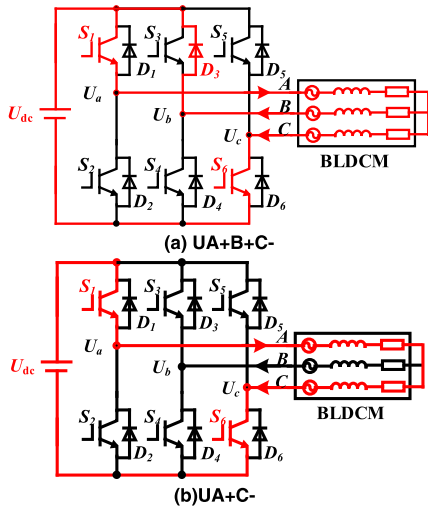 S1 S3 S5
D1 D3 D5
Ua A
Udc Ub B
Uc C
S2 S4 S6 BLDCM
D2 D4 D6
(a) UA+B+C-
S1 S3 S5
D1 D3 D5
Ua A
Udc Ub B
Uc C
S2 S4 S6 BLDCM
D2 D4 D6
(b)UA+C-